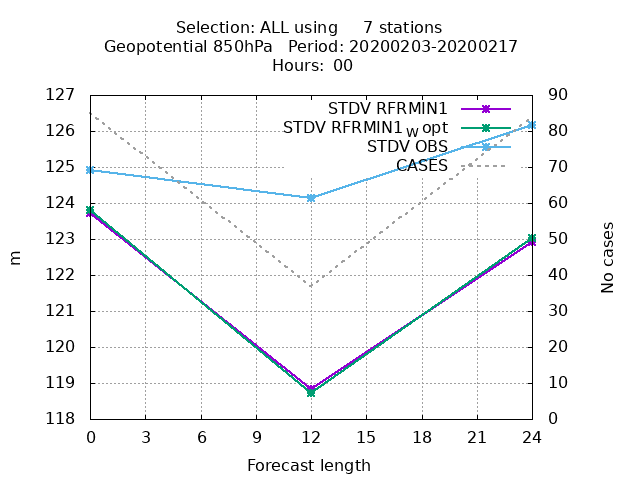 Selection: ALL using 7 stations
Geopotential 850hPa Period: 20200203-20200217
Hours: 00
127 90
STDV RFRMIN1
126 80
STDV RFRMIN1_w opt
STDV OBS
125 70
CASES
124 60
123 50
m
No cases
122 40
121 30
120 20
119 10
118 0
0 3 6 9 12 15 18 21 24
Forecast length